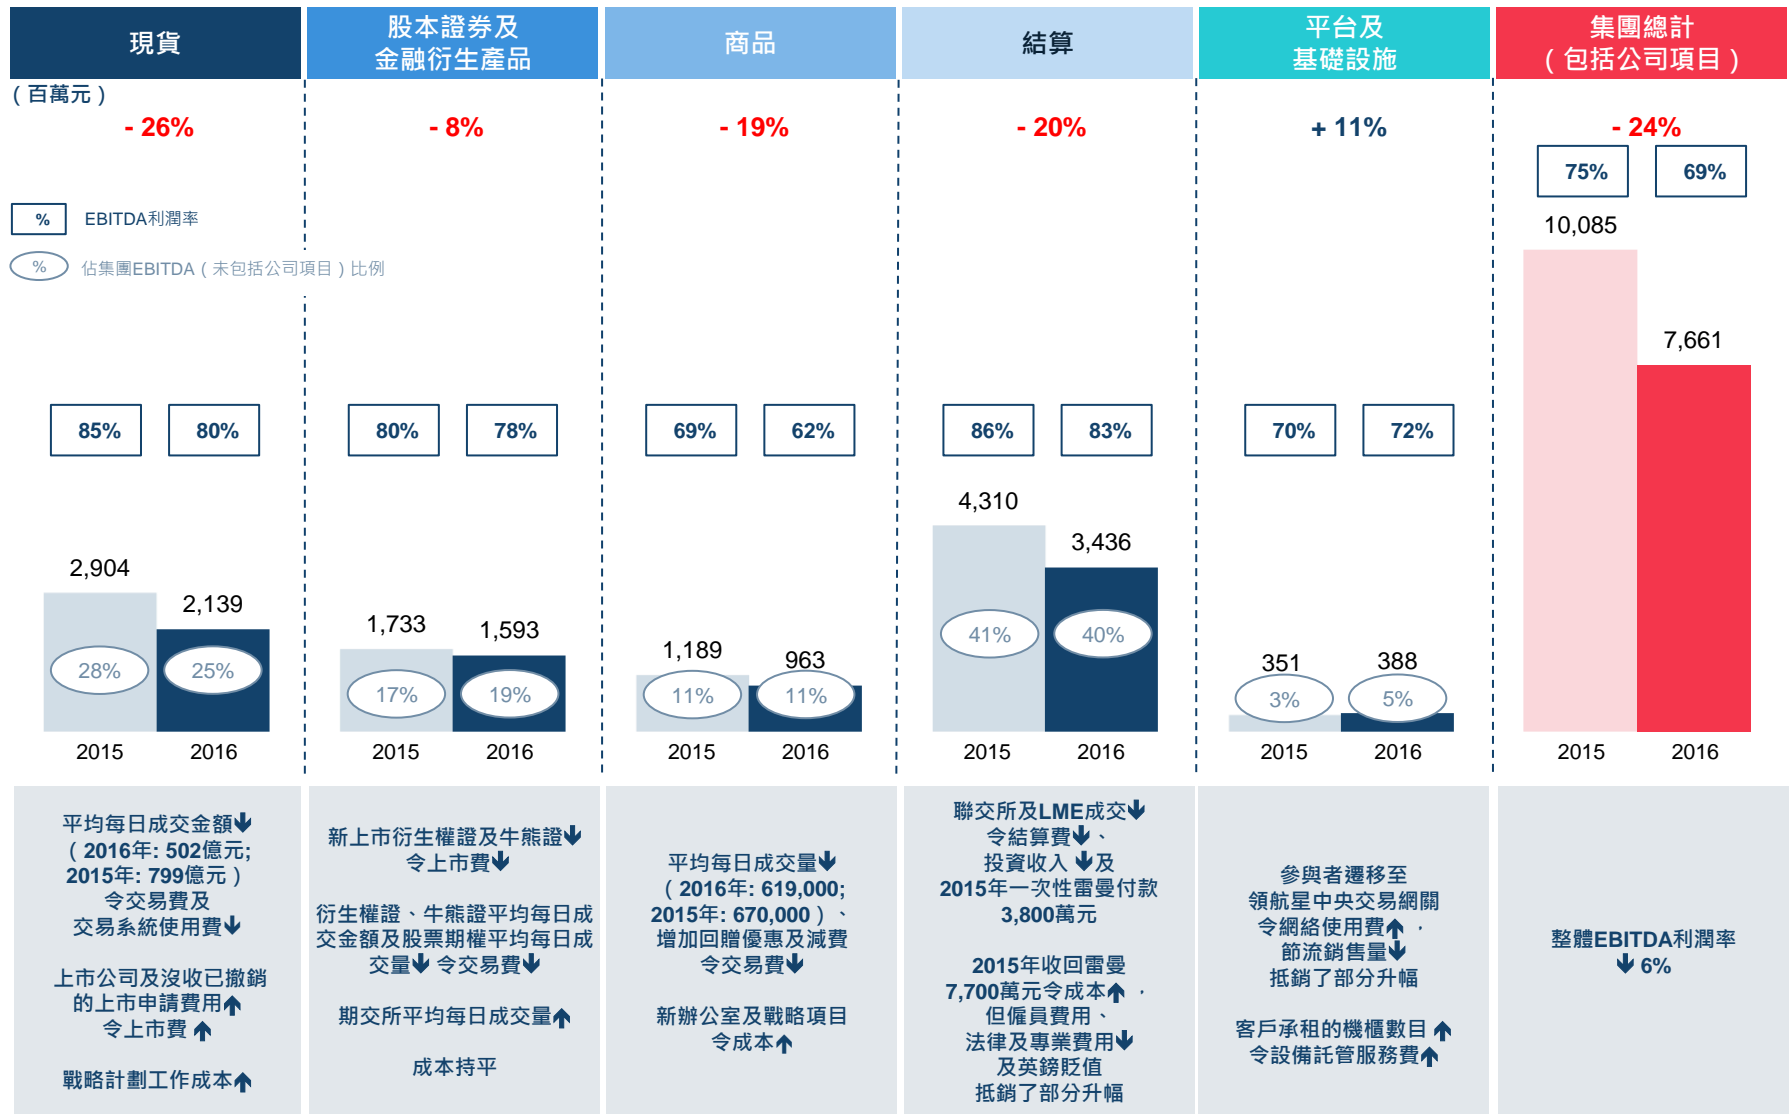 現貨
股本證券及
金融衍生產品
商品
結算
平台及
基礎設施
集團總計
（包括公司項目）
（百萬元）
- 26%
- 8%
- 19%
- 20%
+ 11%
- 24%
75%
69%
% EBITDA利潤率
% 佔集團EBITDA（未包括公司項目）比例
10,085
7,661
85%
80%
80%
78%
69%
62%
86%
83%
70%
72%
2,904
2,139
28%
25%
1,733
1,593
17%
19%
1,189
963
11%
11%
4,310
3,436
41%
40%
351
388
3%
5%
2015 2016
2015 2016
2015 2016
2015 2016
2015 2016
2015 2016
平均每日成交金額🡻
（2016年: 502億元;
2015年: 799億元）
令交易費及
交易系統使用費🡻
上市公司及沒收已撤銷
的上市申請費用🡹
令上市費 🡹
戰略計劃工作成本🡹
新上市衍生權證及牛熊證🡻
令上市費🡻
衍生權證、牛熊證平均每日成
交金額及股票期權平均每日成
交量🡻 令交易費🡻
期交所平均每日成交量🡹
成本持平
平均每日成交量🡻
（2016年: 619,000;
2015年: 670,000）、
增加回贈優惠及減費
令交易費🡻
新辦公室及戰略項目
令成本🡹
聯交所及LME成交🡻
令結算費🡻、
投資收入 🡻及
2015年一次性雷曼付款
3,800萬元
2015年收回雷曼
7,700萬元令成本🡹，
但僱員費用、
法律及專業費用🡻
及英鎊貶值
抵銷了部分升幅
參與者遷移至
領航星中央交易網關
令網絡使用費🡹，
節流銷售量🡻
抵銷了部分升幅
客戶承租的機櫃數目 🡹
令設備託管服務費🡹
整體EBITDA利潤率
🡻 6%